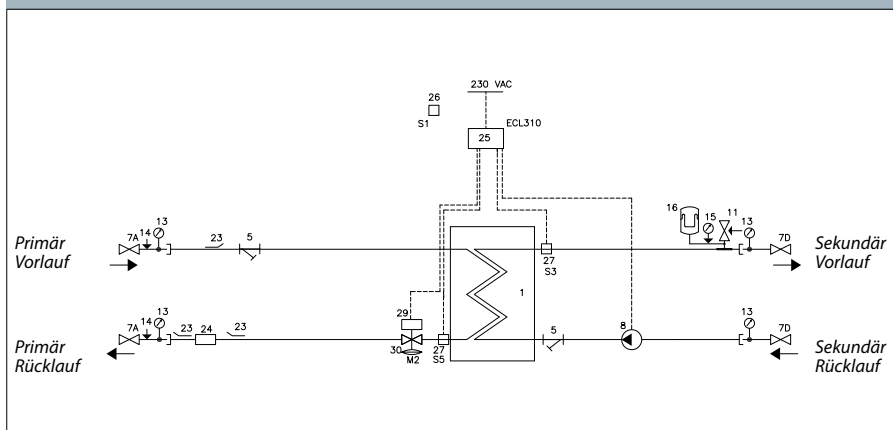 230 VAC
26
S1
ECL310
25
16
15
11
13
7D
13
14
7A
23
5
Primär
Vorlauf
27
S3
1
Sekundär
Vorlauf
13
14
7A
23
24
23
29
30
M2
27
S5
5
8
13
7D
Primär
Rücklauf
Sekundär
Rücklauf